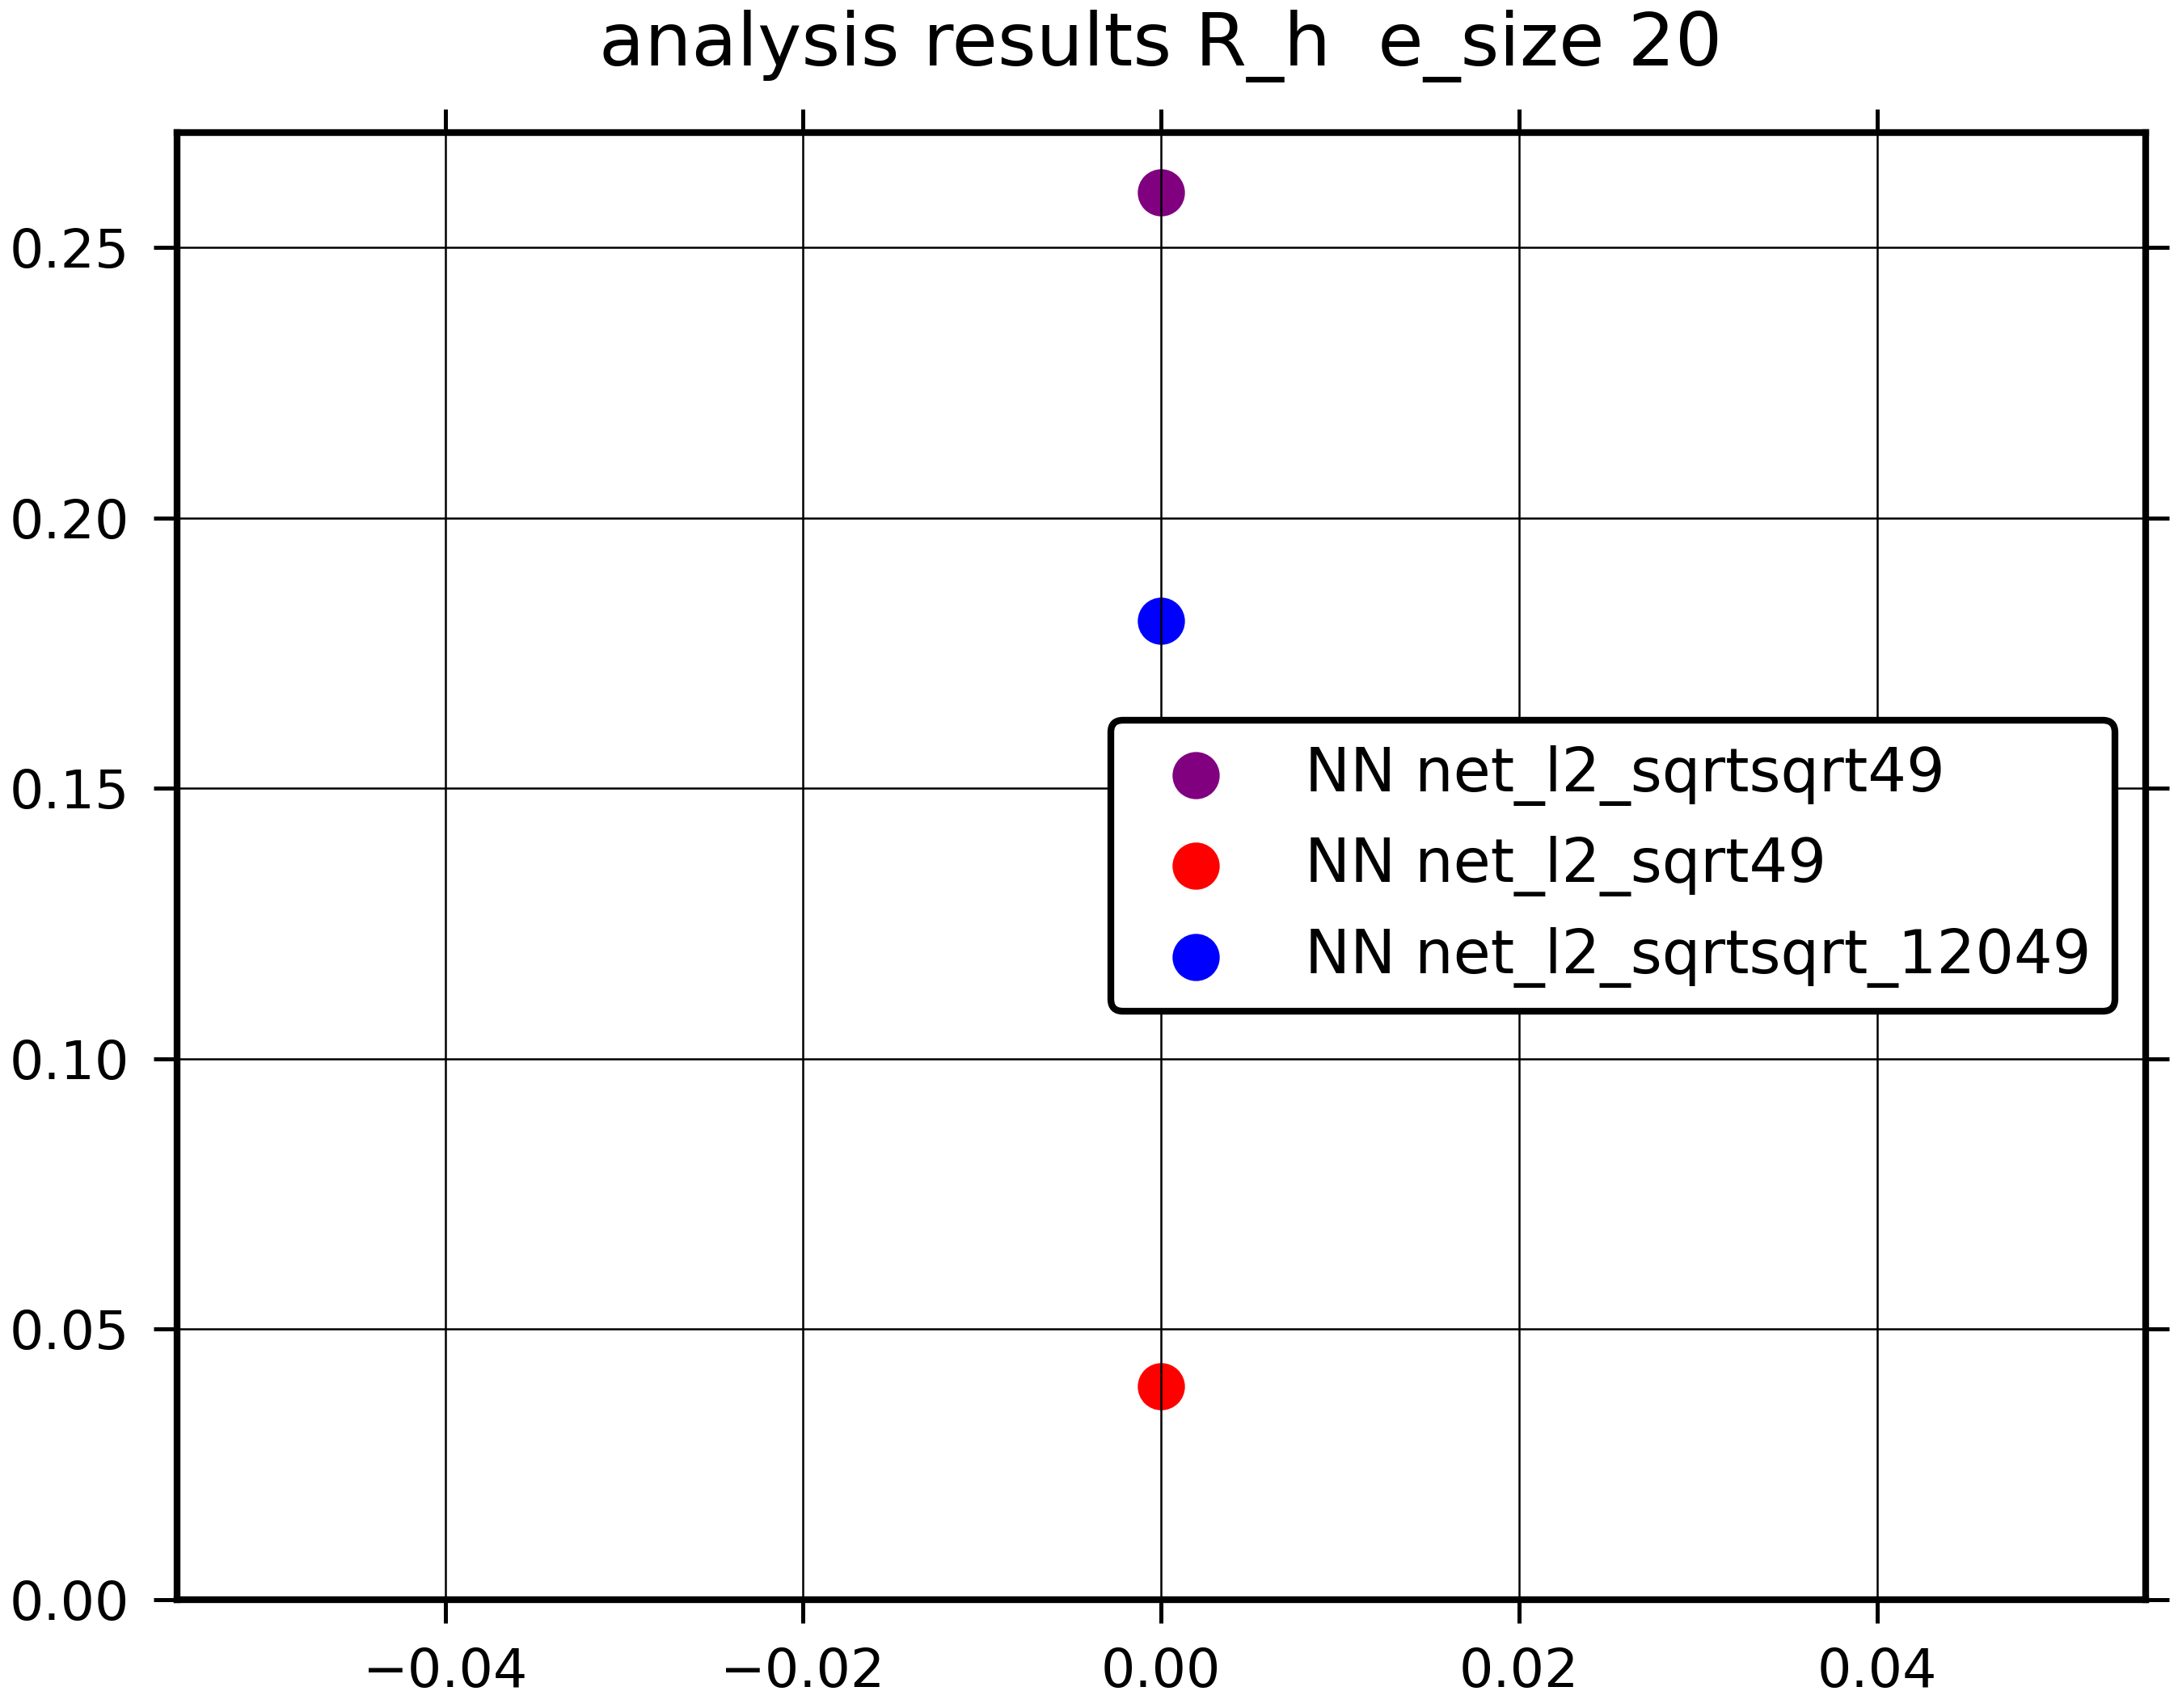 analysis results R_h  e_size 20
0.25
0.20
0.15
0.10
0.05
0.00
NN net_l2_sqrtsqrt49
NN net_l2_sqrt49
NN net_l2_sqrtsqrt_12049
−0.04 −0.02 0.00 0.02 0.04